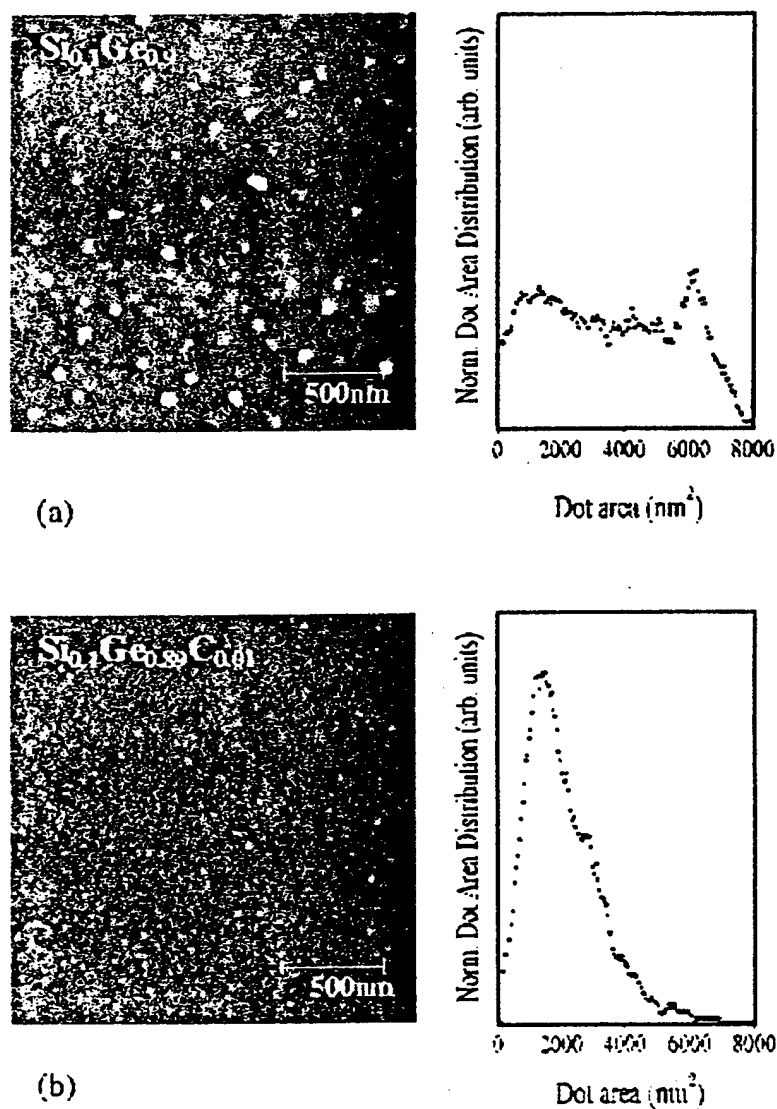 Si0.1Ge0.9
500nm
Norm. Dot Area Distribution (arb. units)
0 2000 4000 6000 8000
Dot area (nm²)
(a)
Si0.1Ge0.89C0.01
500nm
Norm. Dot Area Distribution (arb. units)
0 2000 4000 6000 8000
Dot area (nm²)
(b)